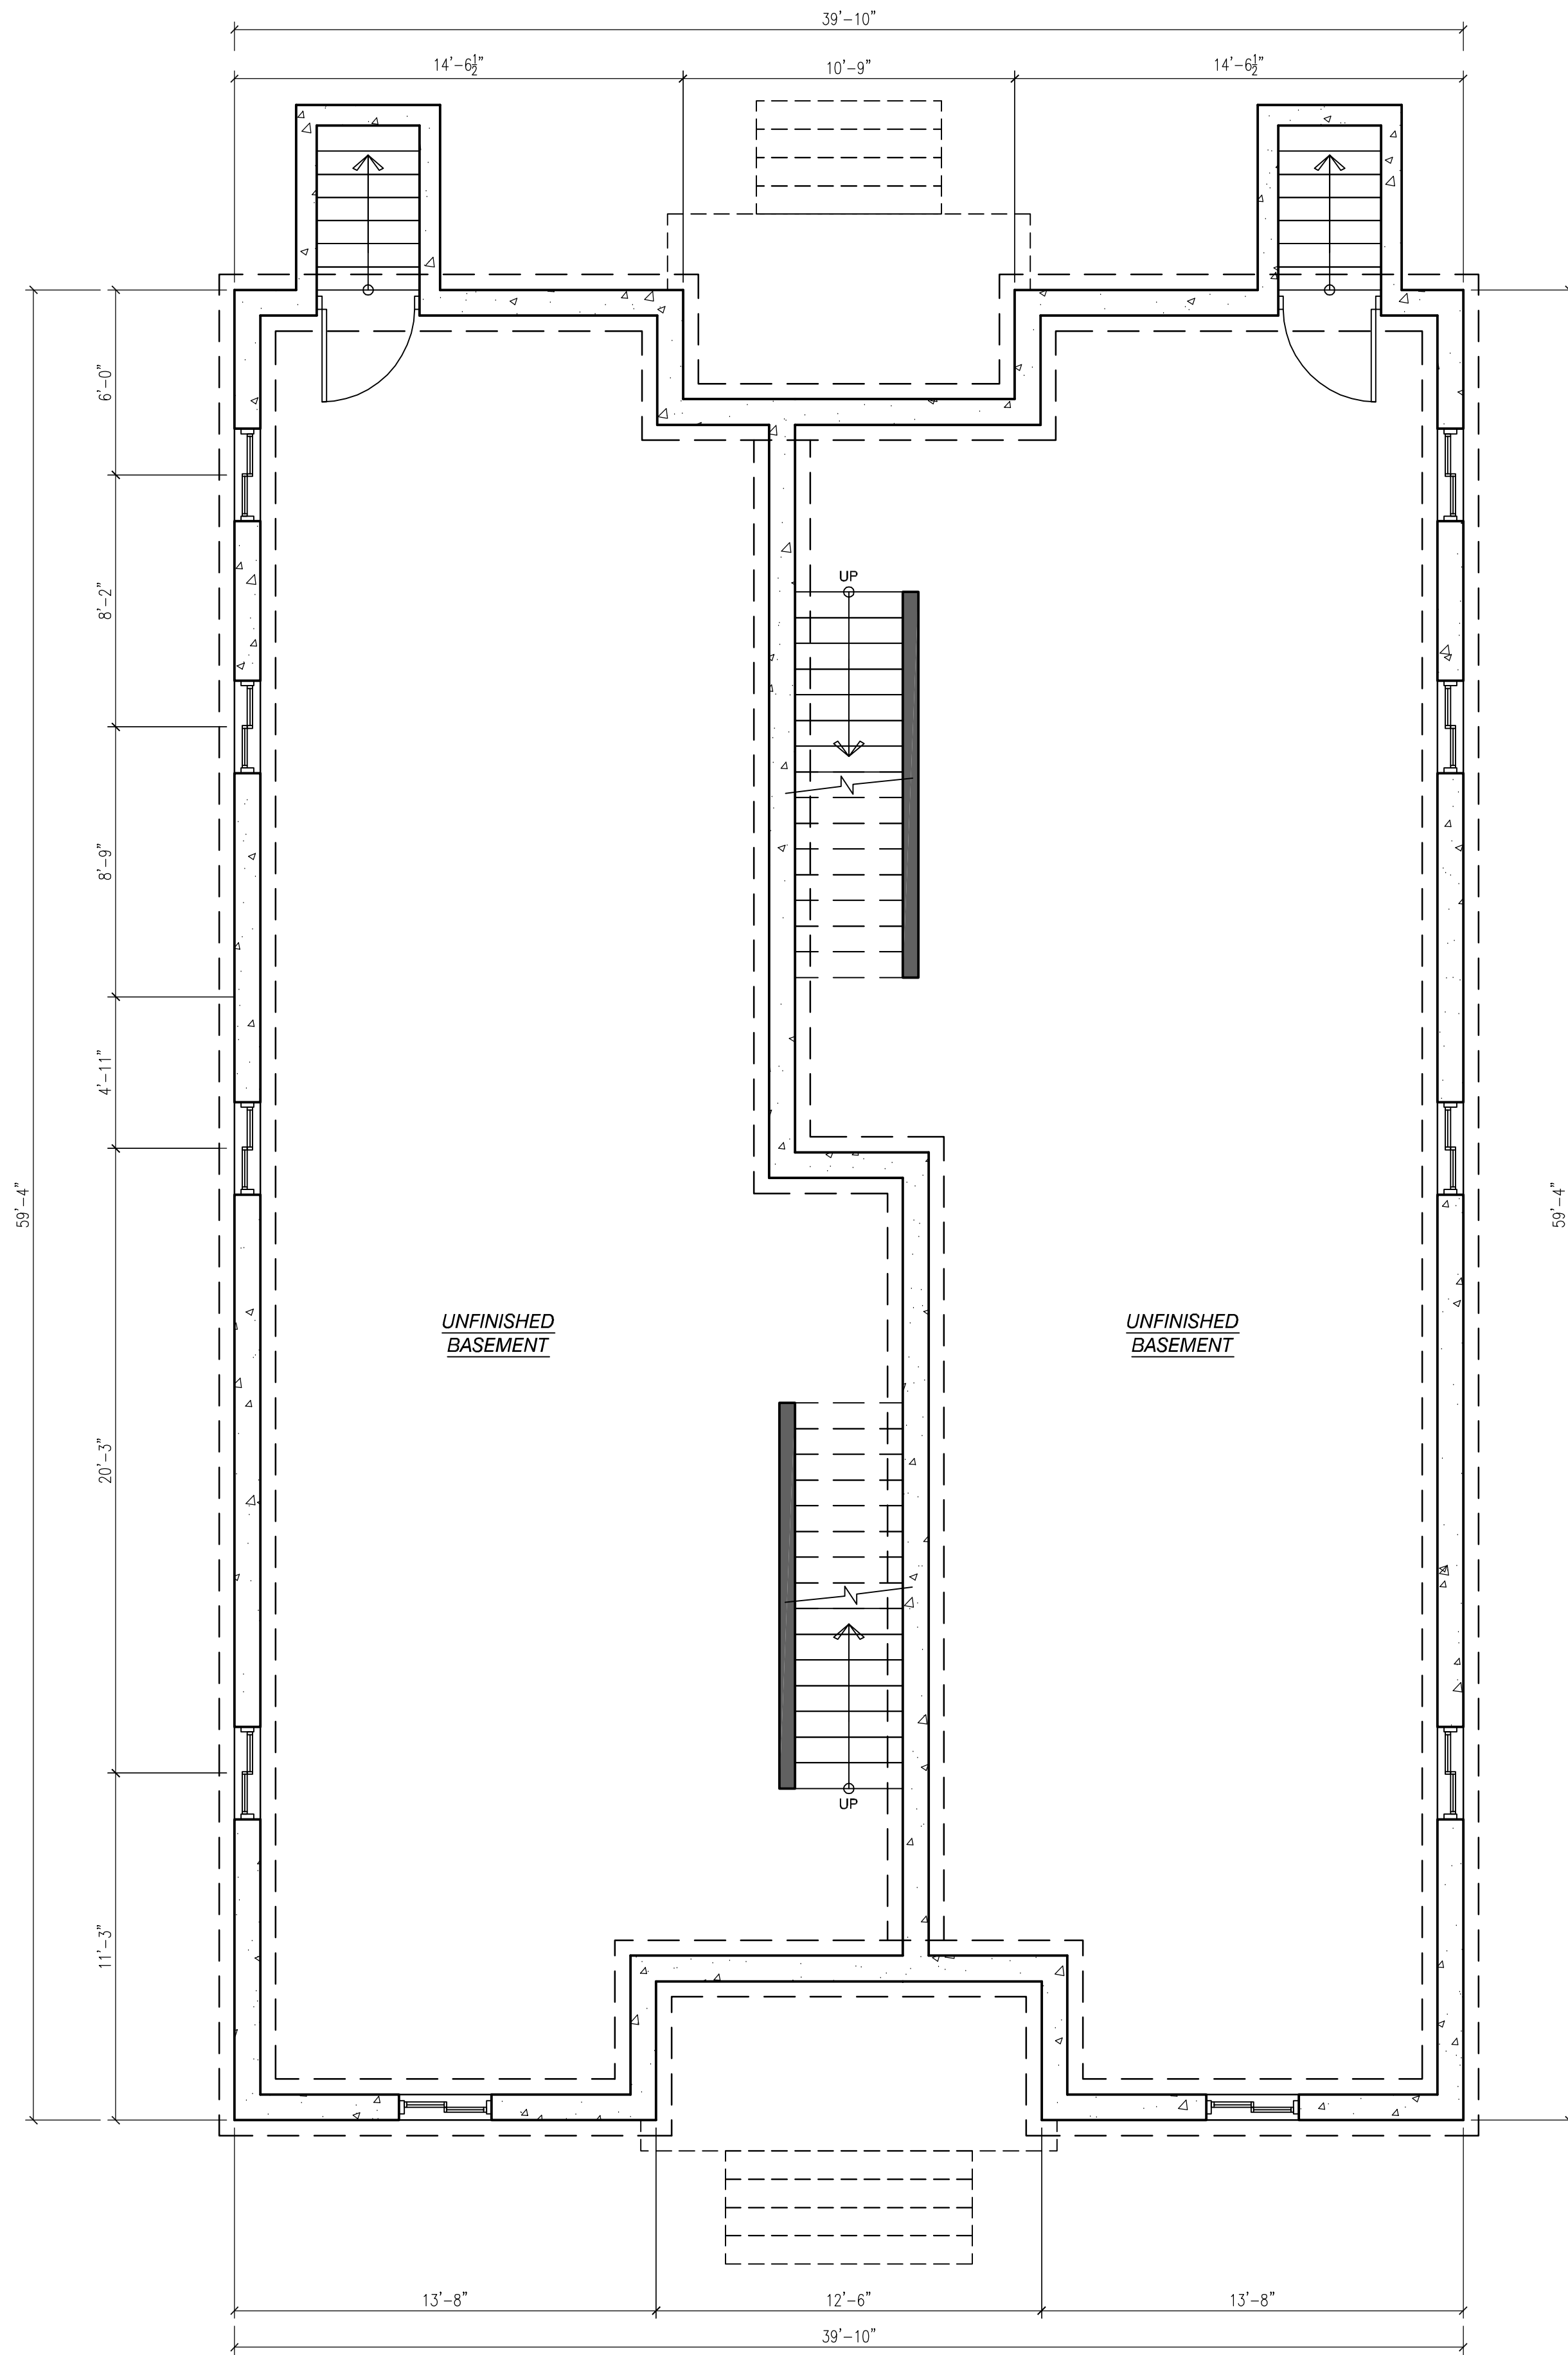 39'-10"
14'-6½" 10'-9" 14'-6½"
6'-0"
8'-2"
UP
8'-9"
4'-11"
59'-4" 59'-4"
UNFINISHED
BASEMENT
UNFINISHED
BASEMENT
20'-3"
UP
11'-3"
13'-8" 12'-6" 13'-8"
39'-10"